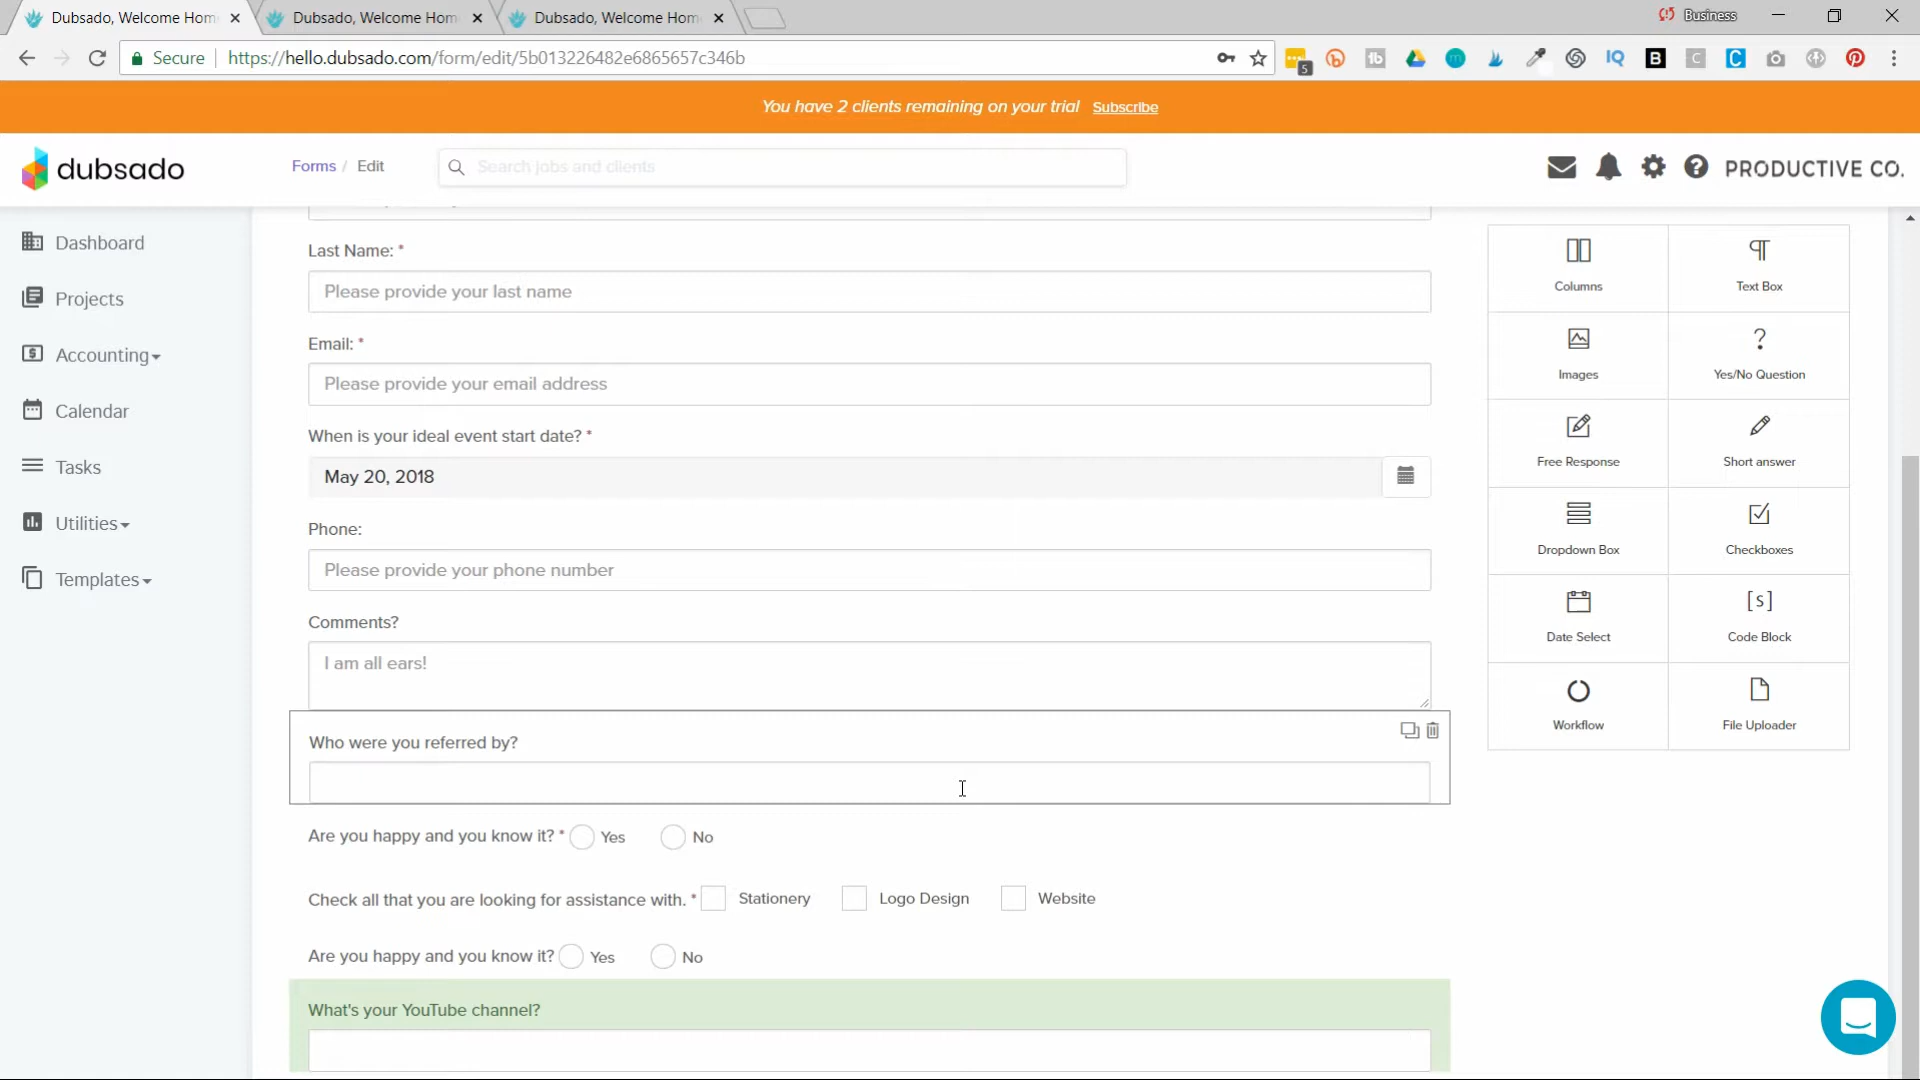 Dubsado, Welcome Hom
Dubsado, Welcome Hom
Dubsado, Welcome Hom
Business
Secure
https://hello.dubsado.com/form/edit/5b013226482e6865657c346b
5
tb
m
IQ
B
C
C
You have 2 clients remaining on your trial Subscribe
dubsado
Forms / Edit
Search jobs and clients
PRODUCTIVE CO.
Dashboard
Projects
Accounting
Calendar
Tasks
Utilities
Templates
Last Name: *
Please provide your last name
Email: *
Please provide your email address
When is your ideal event start date? *
May 20, 2018
Phone:
Please provide your phone number
Comments?
I am all ears!
Who were you referred by?
Are you happy and you know it? * Yes No
Check all that you are looking for assistance with. * Stationery Logo Design Website
Are you happy and you know it? Yes No
What's your YouTube channel?
Columns
Text Box
Images
Yes/No Question
Free Response
Short answer
Dropdown Box
Checkboxes
Date Select
[s]
Code Block
Workflow
File Uploader